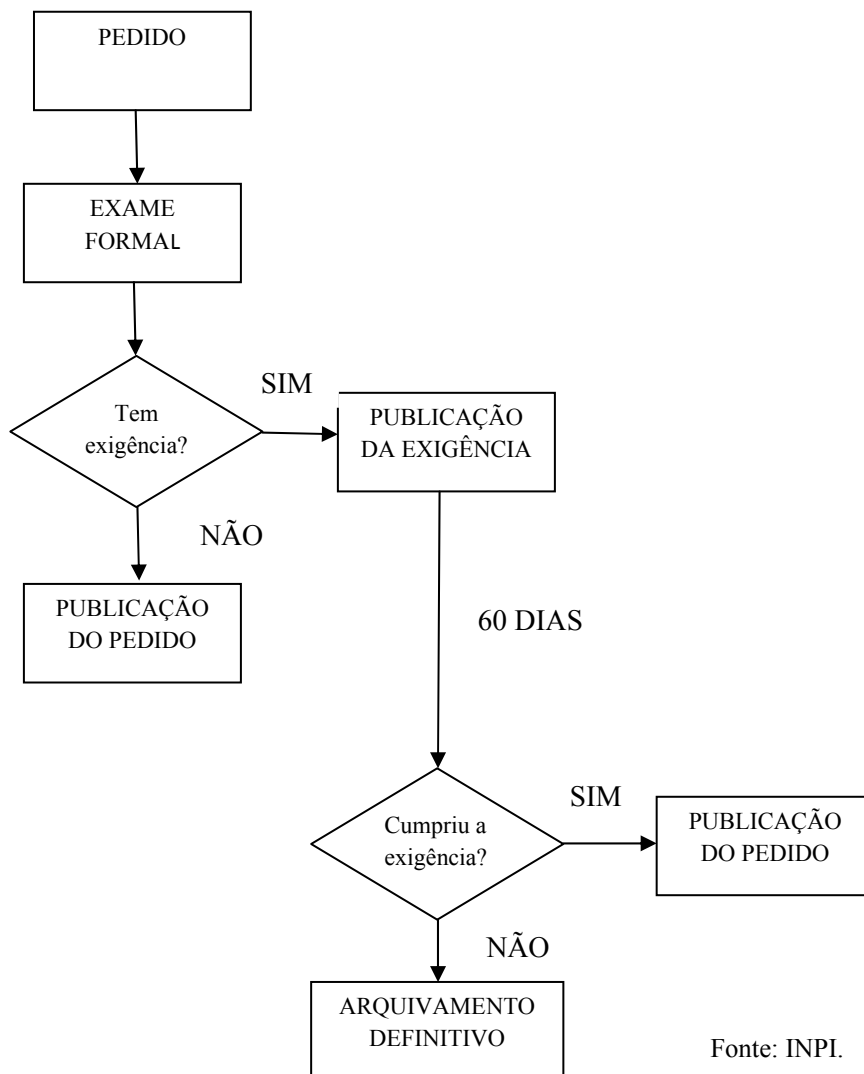 PEDIDO
EXAME
FORMAL
SIM
Tem
exigência?
PUBLICAÇÃO
DA EXIGÊNCIA
NÃO
PUBLICAÇÃO
DO PEDIDO
60 DIAS
SIM
Cumpriu a
exigência?
PUBLICAÇÃO
DO PEDIDO
NÃO
ARQUIVAMENTO
DEFINITIVO
Fonte: INPI.